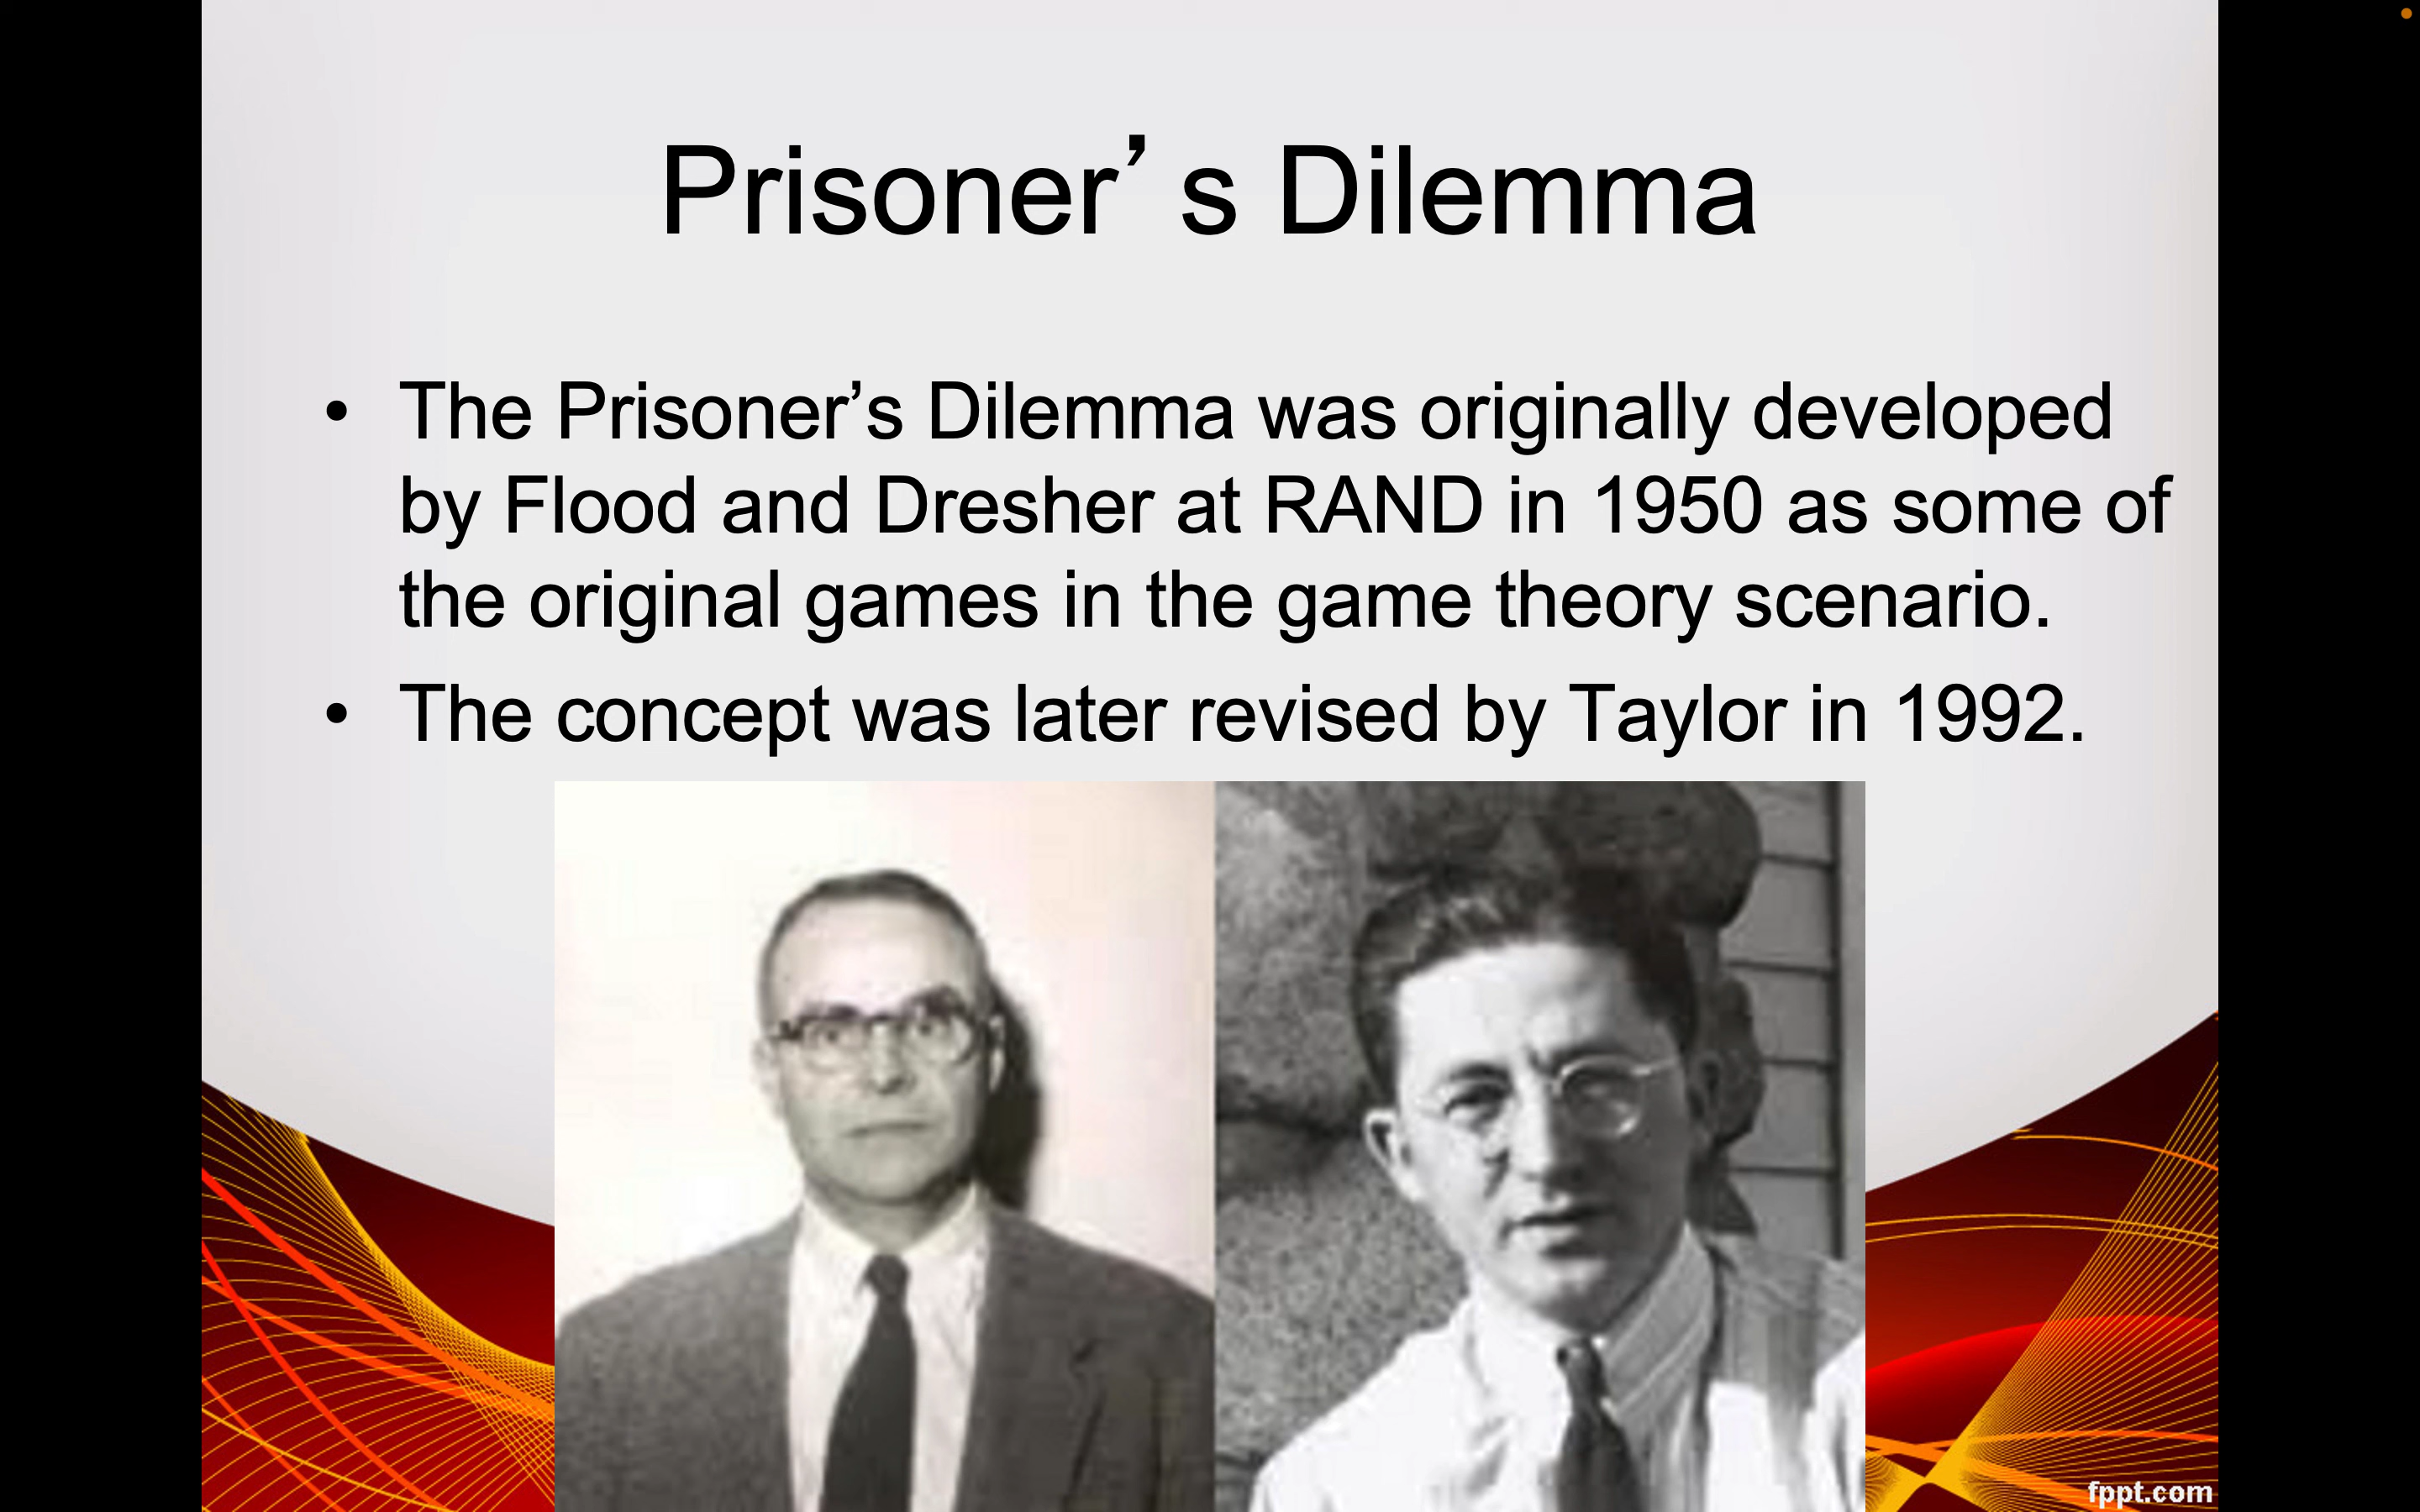 Prisoner’s Dilemma
• The Prisoner’s Dilemma was originally developed
by Flood and Dresher at RAND in 1950 as some of
the original games in the game theory scenario.
• The concept was later revised by Taylor in 1992.
fppt.com